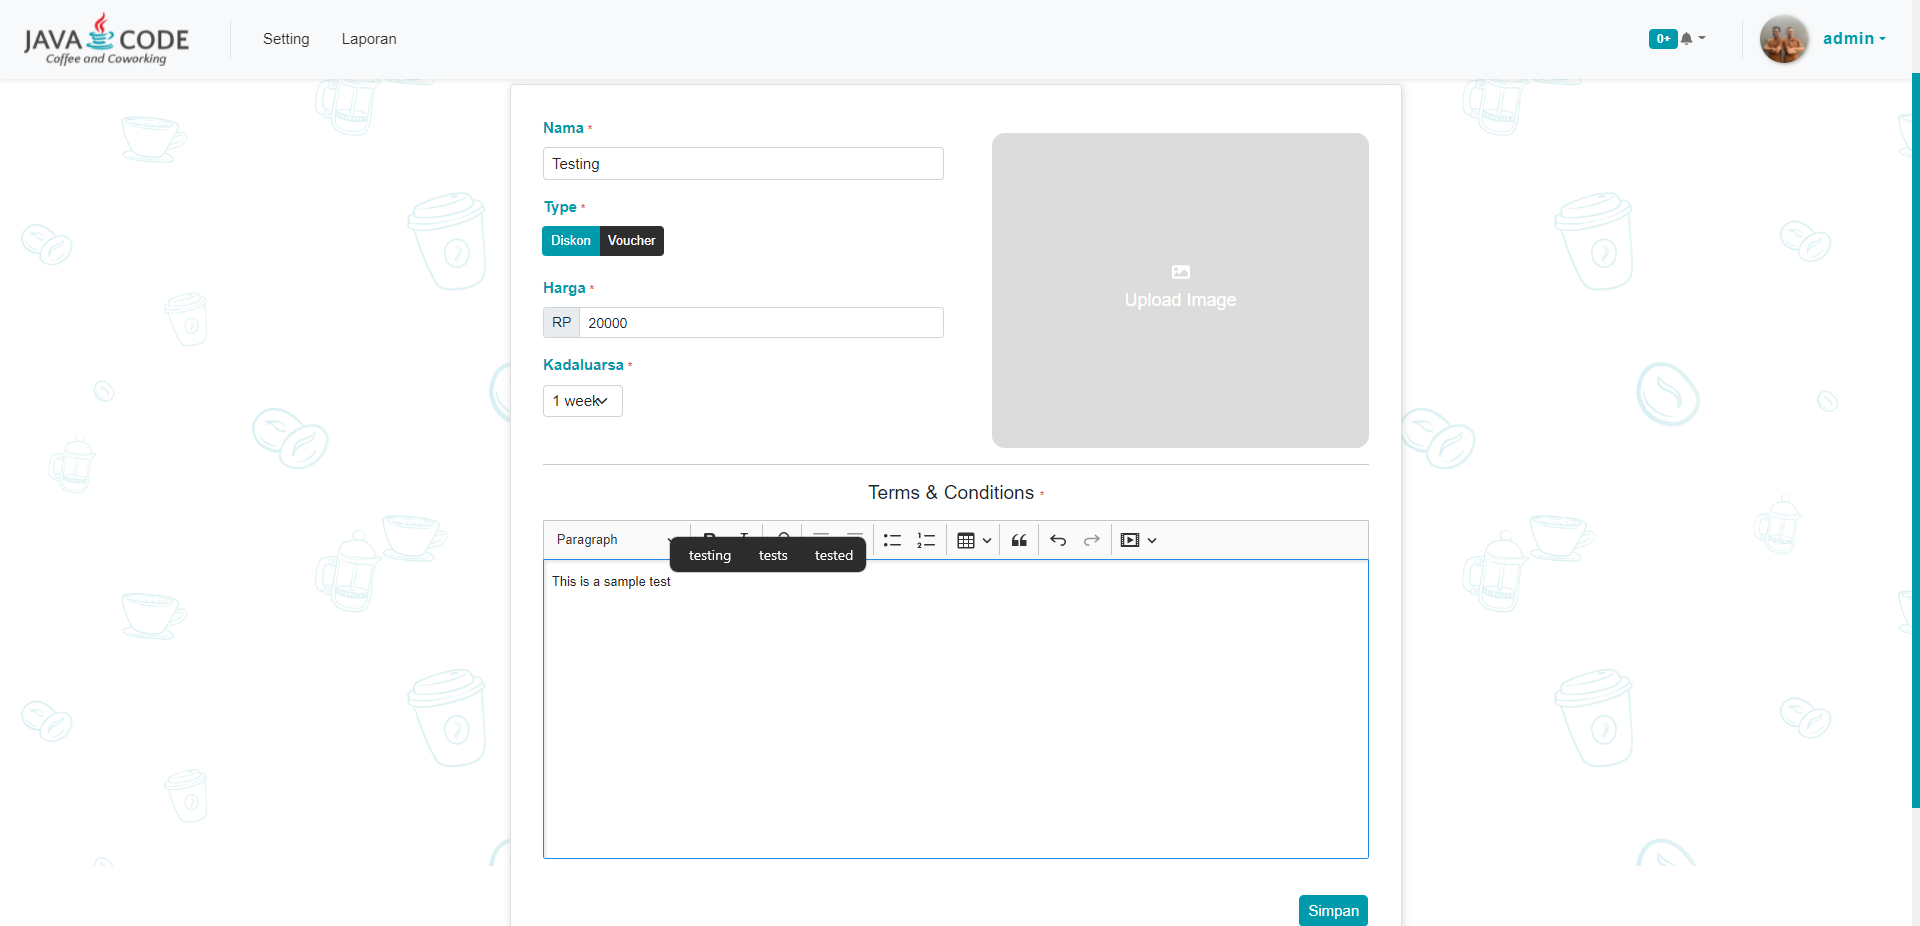 JAVA CODE
Coffee and Coworking
Setting
Laporan
0+
admin
Nama *
Testing
Type *
Diskon
Voucher
Harga *
RP
20000
Kadaluarsa *
1 week
Upload Image
Terms & Conditions *
Paragraph
testing
tests
tested
This is a sample test
Simpan